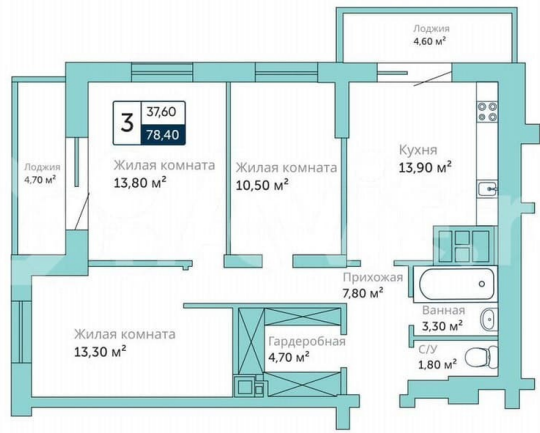 Лоджия
4,60 м²
3
37,60
78,40
Кухня
13,90 м²
Жилая комната
13,80 м²
Жилая комната
10,50 м²
Лоджия
4,70 м²
Прихожая
7,80 м²
Ванная
3,30 м²
Жилая комната
13,30 м²
Гардеробная
4,70 м²
С/У
1,80 м²